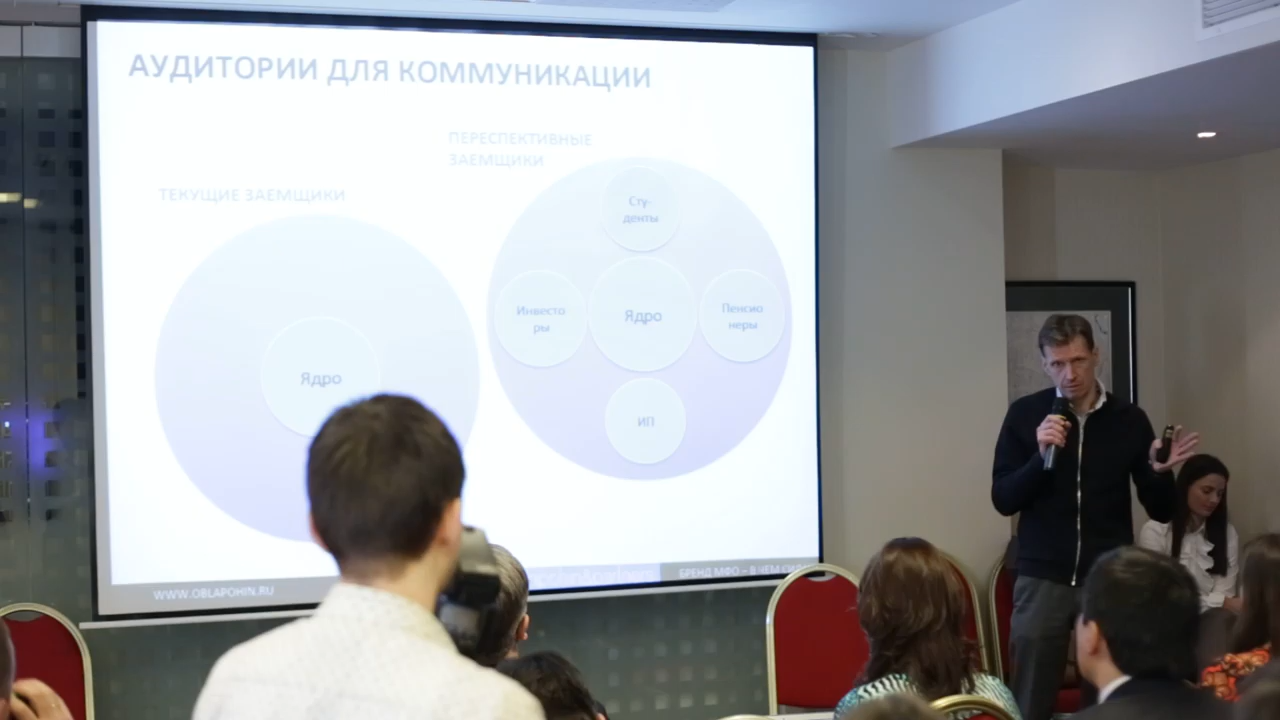 АУДИТОРИИ ДЛЯ КОММУНИКАЦИИ
ПЕРЕСПЕКТИВНЫЕ
ЗАЕМЩИКИ
ТЕКУЩИЕ ЗАЕМЩИКИ
Сту-
денты
Инвесто
ры
Ядро
Пенсио
неры
Ядро
ИП
WWW.OBLAPOHIN.RU
БРЕНД МФО – В ЧЕМ